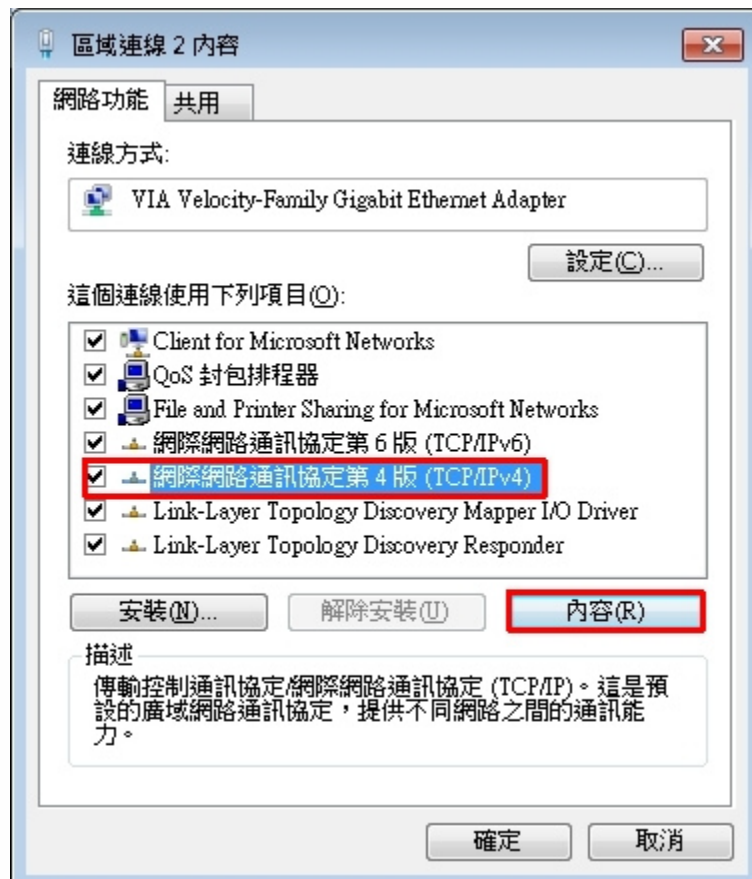 區域連線 2 內容
網路功能
共用
連線方式:
VIA Velocity-Family Gigabit Ethernet Adapter
設定(C)...
這個連線使用下列項目(O):
Client for Microsoft Networks
QoS 封包排程器
File and Printer Sharing for Microsoft Networks
網際網路通訊協定第 6 版 (TCP/IPv6)
網際網路通訊協定第 4 版 (TCP/IPv4)
Link-Layer Topology Discovery Mapper I/O Driver
Link-Layer Topology Discovery Responder
安裝(N)...
解除安裝(U)
內容(R)
描述
傳輸控制通訊協定/網際網路通訊協定 (TCP/IP)。這是預
設的廣域網路通訊協定，提供不同網路之間的通訊能
力。
確定
取消